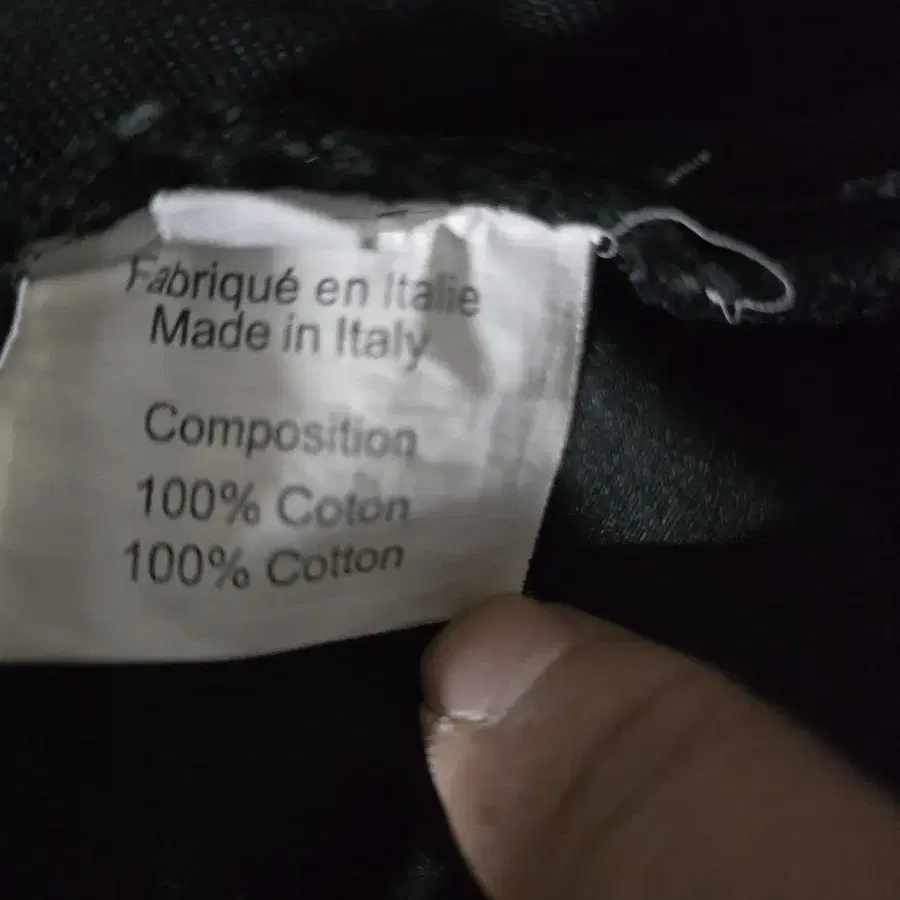 Fabriqué en Italie
Made in Italy
Composition
100% Coton
100% Cotton